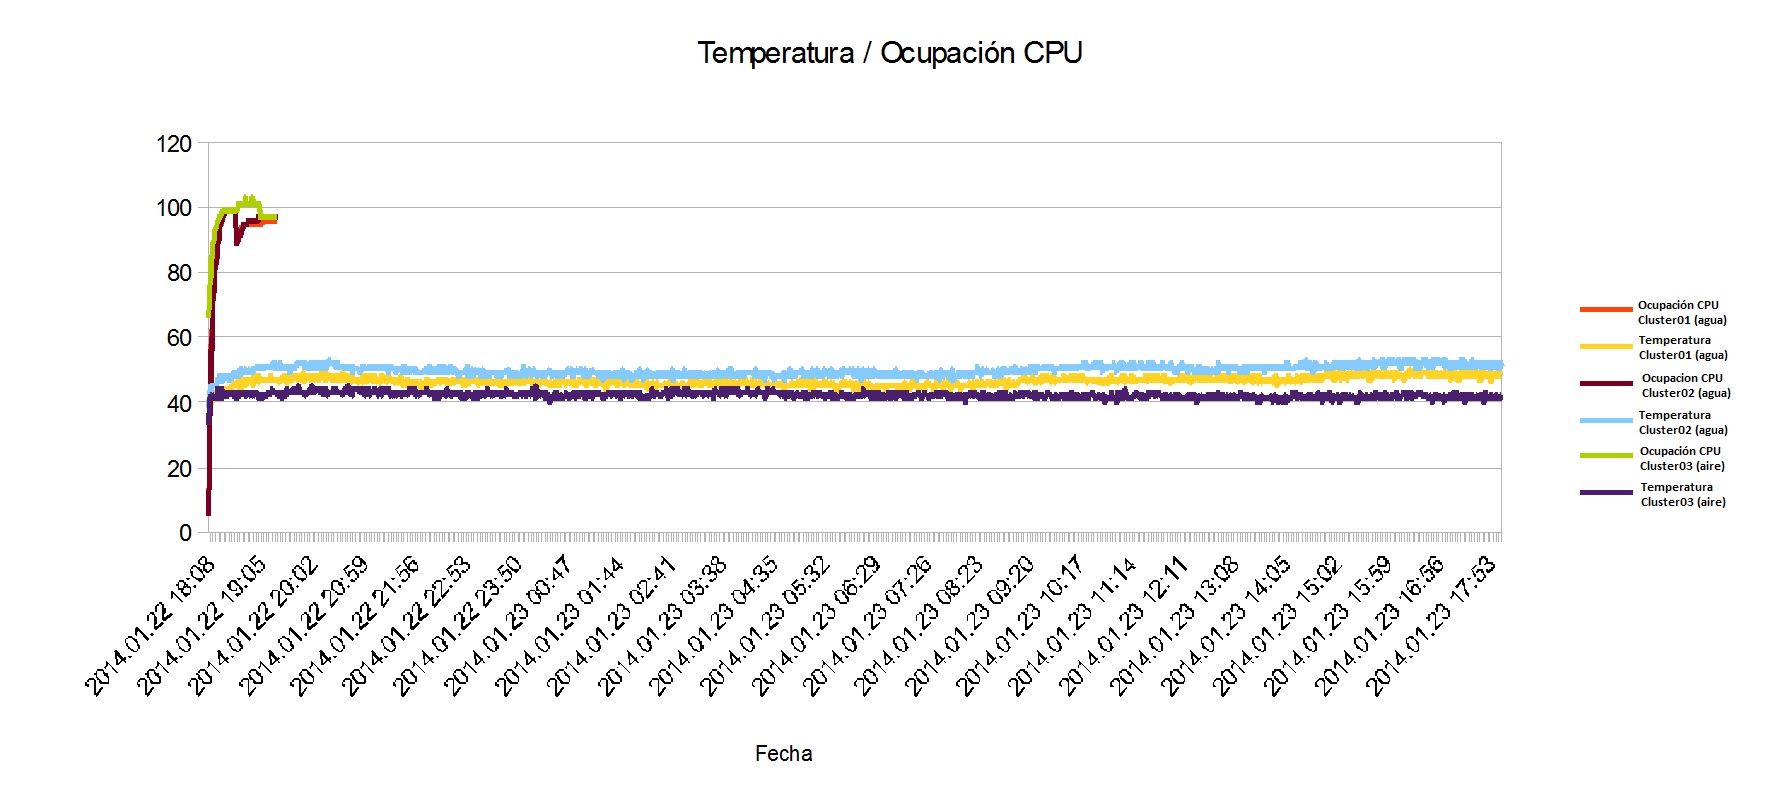 Temperatura / Ocupación CPU
120
100
80
60
40
20
0
2014.01.22 18:08
2014.01.22 19:05
2014.01.22 20:02
2014.01.22 20:59
2014.01.22 21:56
2014.01.22 22:53
2014.01.22 23:50
2014.01.23 00:47
2014.01.23 01:44
2014.01.23 02:41
2014.01.23 03:38
2014.01.23 04:35
2014.01.23 05:32
2014.01.23 06:29
2014.01.23 07:26
2014.01.23 08:23
2014.01.23 09:20
2014.01.23 10:17
2014.01.23 11:14
2014.01.23 12:11
2014.01.23 13:08
2014.01.23 14:05
2014.01.23 15:02
2014.01.23 15:59
2014.01.23 16:56
2014.01.23 17:53
Fecha
Ocupación CPU
Cluster01 (agua)
Temperatura
Cluster01 (agua)
Ocupacion CPU
Cluster02 (agua)
Temperatura
Cluster02 (agua)
Ocupación CPU
Cluster03 (aire)
Temperatura
Cluster03 (aire)